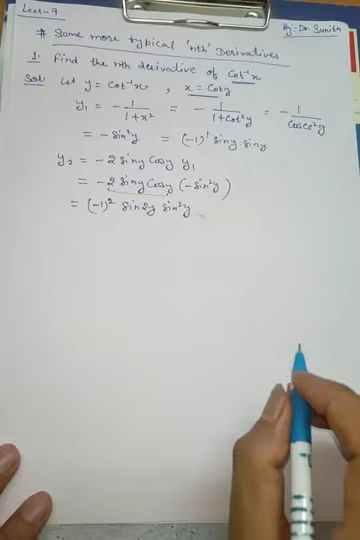 Lect-9
By:- Dr. Sunita
# Some more typical 'nth' Derivatives
1. Find the nth derivative of Cot⁻¹x
Sol: Let y = Cot⁻¹x , x = Coty
y₁ = - 1/(1+x²) = - 1/(1+Cot²y) = - 1/Cosec²y
= - Sin²y = (-1)¹ Siny. Siny
y₂ = - 2 Siny Cosy y₁
= - 2 Siny Cosy (- Sin²y)
= (-1)² Sin2y Sin²y